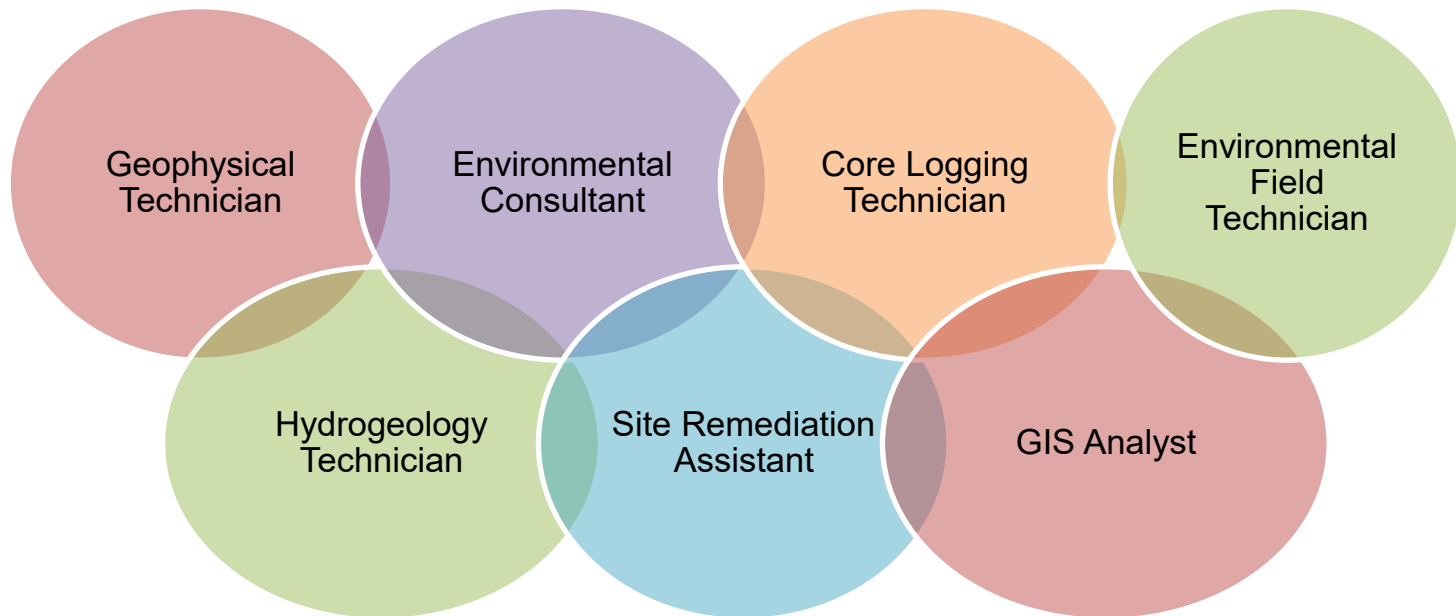 Geophysical
Technician
Environmental
Consultant
Core Logging
Technician
Environmental
Field
Technician
Hydrogeology
Technician
Site Remediation
Assistant
GIS Analyst